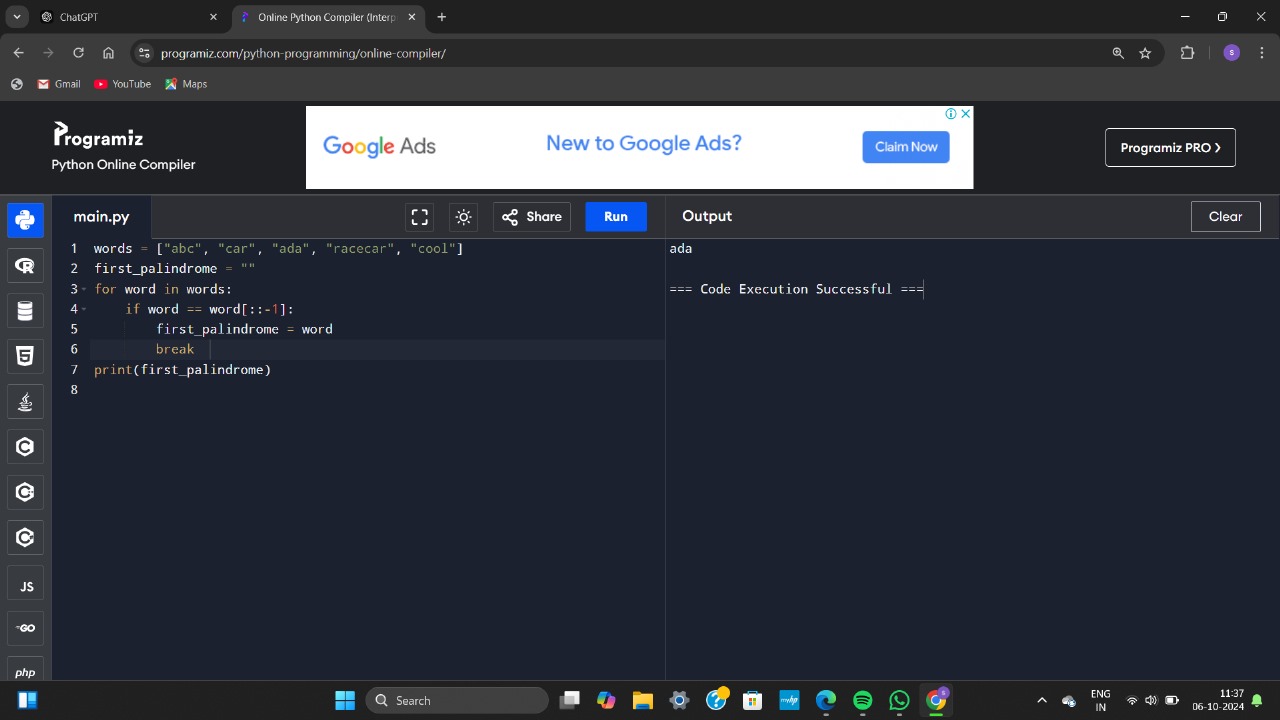 ChatGPT
Online Python Compiler (Interp
programiz.com/python-programming/online-compiler/
S
Gmail YouTube Maps
Programiz
Python Online Compiler
Google Ads
New to Google Ads?
Claim Now
Programiz PRO >
main.py
Share
Run
Output
Clear
1 words = ["abc", "car", "ada", "racecar", "cool"]
2 first_palindrome = ""
3 for word in words:
4 if word == word[::-1]:
5 first_palindrome = word
6 break
7 print(first_palindrome)
8
ada
=== Code Execution Successful ===
R
5
C
C
C
JS
GO
php
Search
myHP
ENG
IN
11:37
06-10-2024